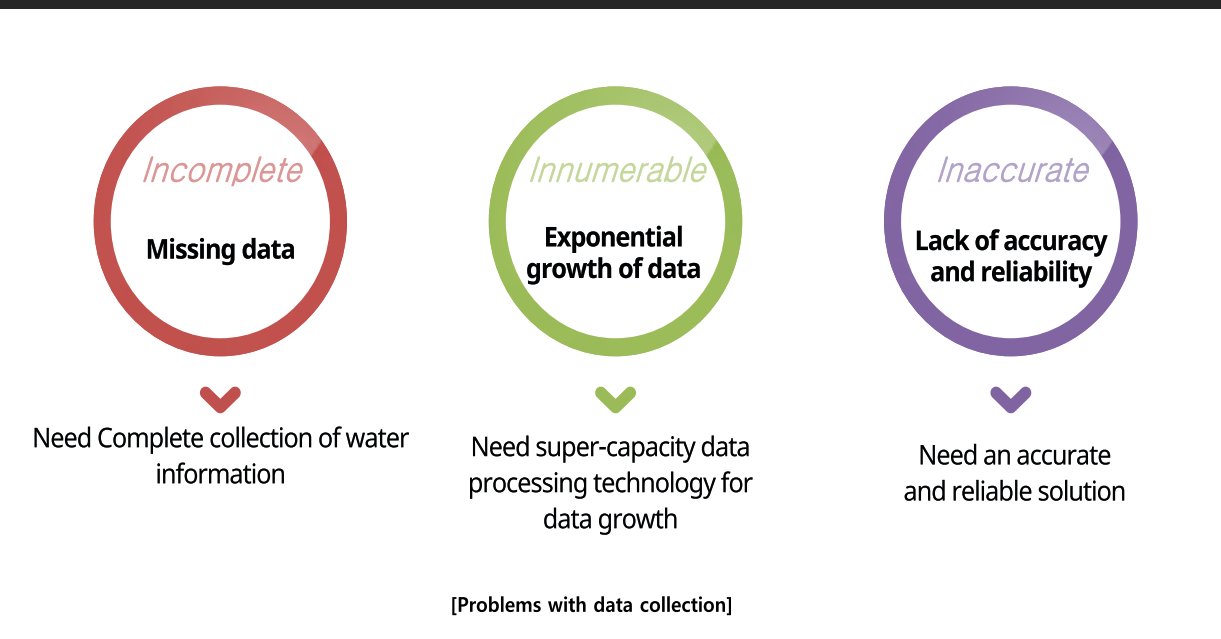 Incomplete
Missing data
Need Complete collection of water
information
Innumerable
Exponential
growth of data
Need super-capacity data
processing technology for
data growth
Inaccurate
Lack of accuracy
and reliability
Need an accurate
and reliable solution
[Problems with data collection]